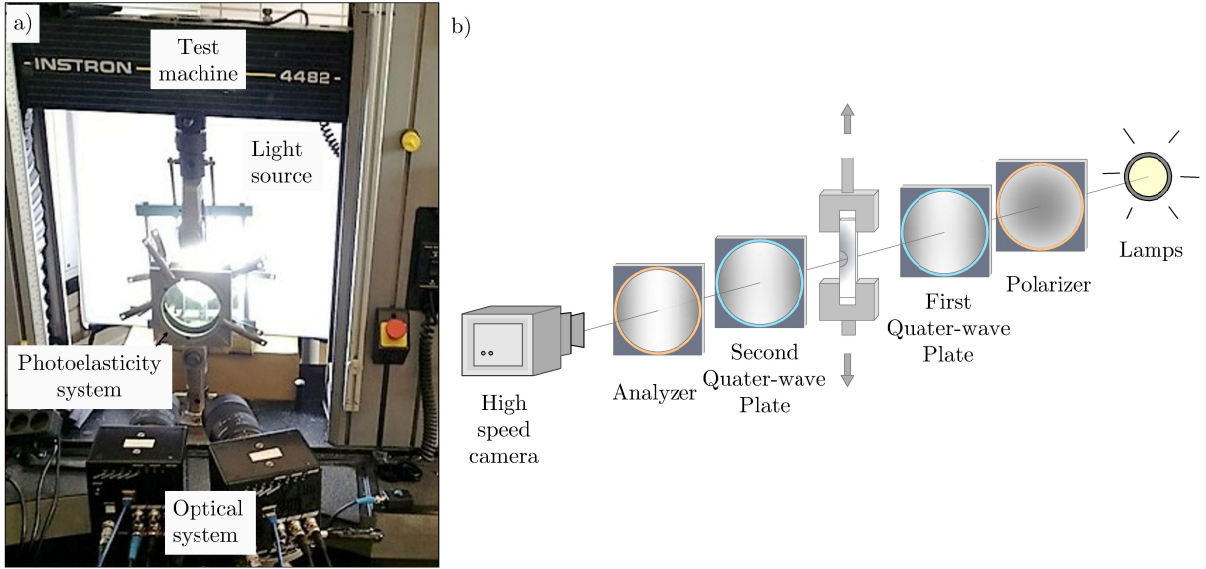 a)
Test
machine
-INSTRON
4482-
Light
source
Photoelasticity
system
Optical
system
b)
Lamps
Polarizer
First
Quater-wave
Plate
Second
Quater-wave
Plate
Analyzer
High
speed
camera